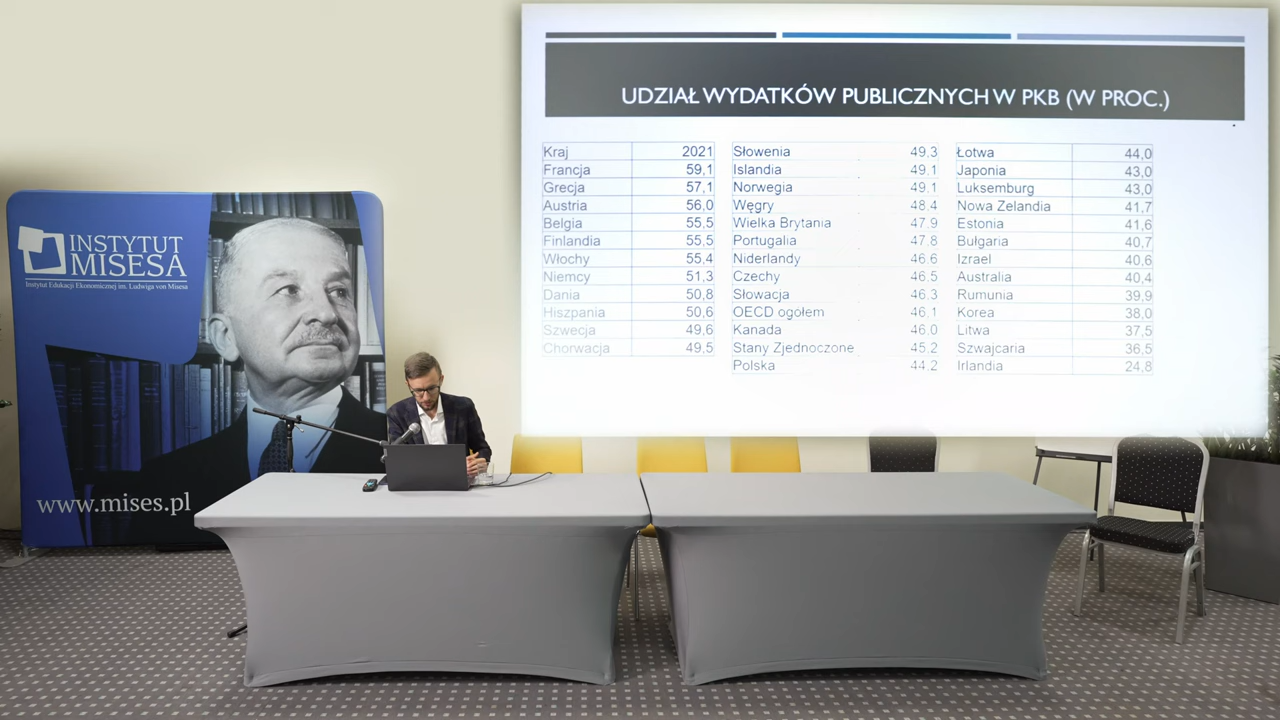 INSTYTUT
MISESA
Instytut Edukacji Ekonomicznej im. Ludwiga von Misesa
www.mises.pl
UDZIAŁ WYDATKÓW PUBLICZNYCH W PKB (W PROC.)
Kraj 2021
Francja 59,1
Grecja 57,1
Austria 56,0
Belgia 55,5
Finlandia 55,5
Włochy 55,4
Niemcy 51,3
Dania 50,8
Hiszpania 50,6
Szwecja 49,6
Chorwacja 49,5
Słowenia 49,3
Islandia 49,1
Norwegia 49,1
Węgry 48,4
Wielka Brytania 47,9
Portugalia 47,8
Niderlandy 46,6
Czechy 46,5
Słowacja 46,3
OECD ogółem 46,1
Kanada 46,0
Stany Zjednoczone 45,2
Polska 44,2
Łotwa 44,0
Japonia 43,0
Luksemburg 43,0
Nowa Zelandia 41,7
Estonia 41,6
Bułgaria 40,7
Izrael 40,6
Australia 40,4
Rumunia 39,9
Korea 38,0
Litwa 37,5
Szwajcaria 36,5
Irlandia 24,8